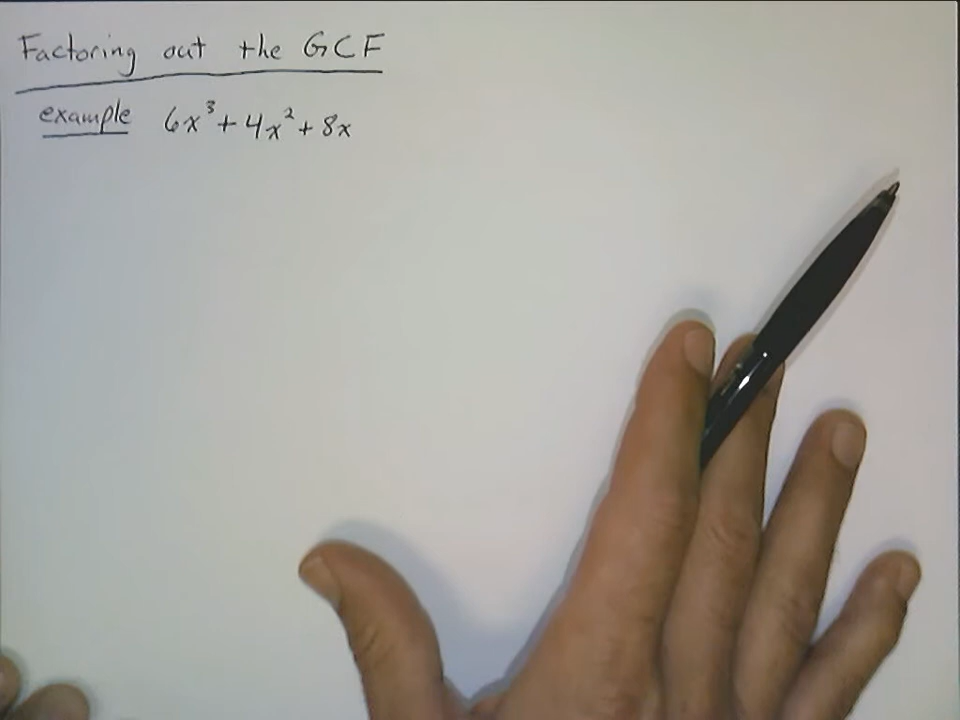 Factoring out the GCF
example 6x³ + 4x² + 8x